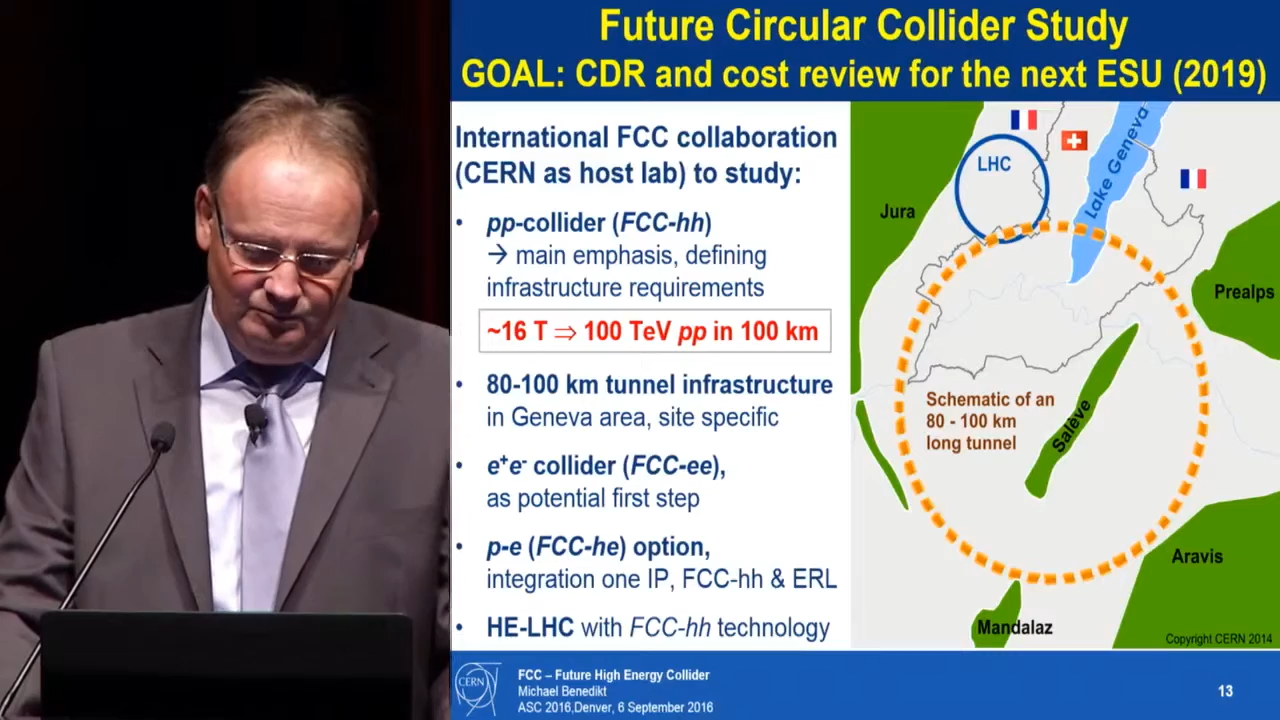 Future Circular Collider Study
GOAL: CDR and cost review for the next ESU (2019)
International FCC collaboration
(CERN as host lab) to study:
• pp-collider (FCC-hh)
→ main emphasis, defining
infrastructure requirements
~16 T ⇒ 100 TeV pp in 100 km
• 80-100 km tunnel infrastructure
in Geneva area, site specific
• e⁺e⁻ collider (FCC-ee),
as potential first step
• p-e (FCC-he) option,
integration one IP, FCC-hh & ERL
• HE-LHC with FCC-hh technology
LHC
Lake Geneva
Jura
Prealps
Schematic of an
80 - 100 km
long tunnel
Salève
Aravis
Mandalaz
Copyright CERN 2014
CERN
FCC – Future High Energy Collider
Michael Benedikt
ASC 2016,Denver, 6 September 2016
13